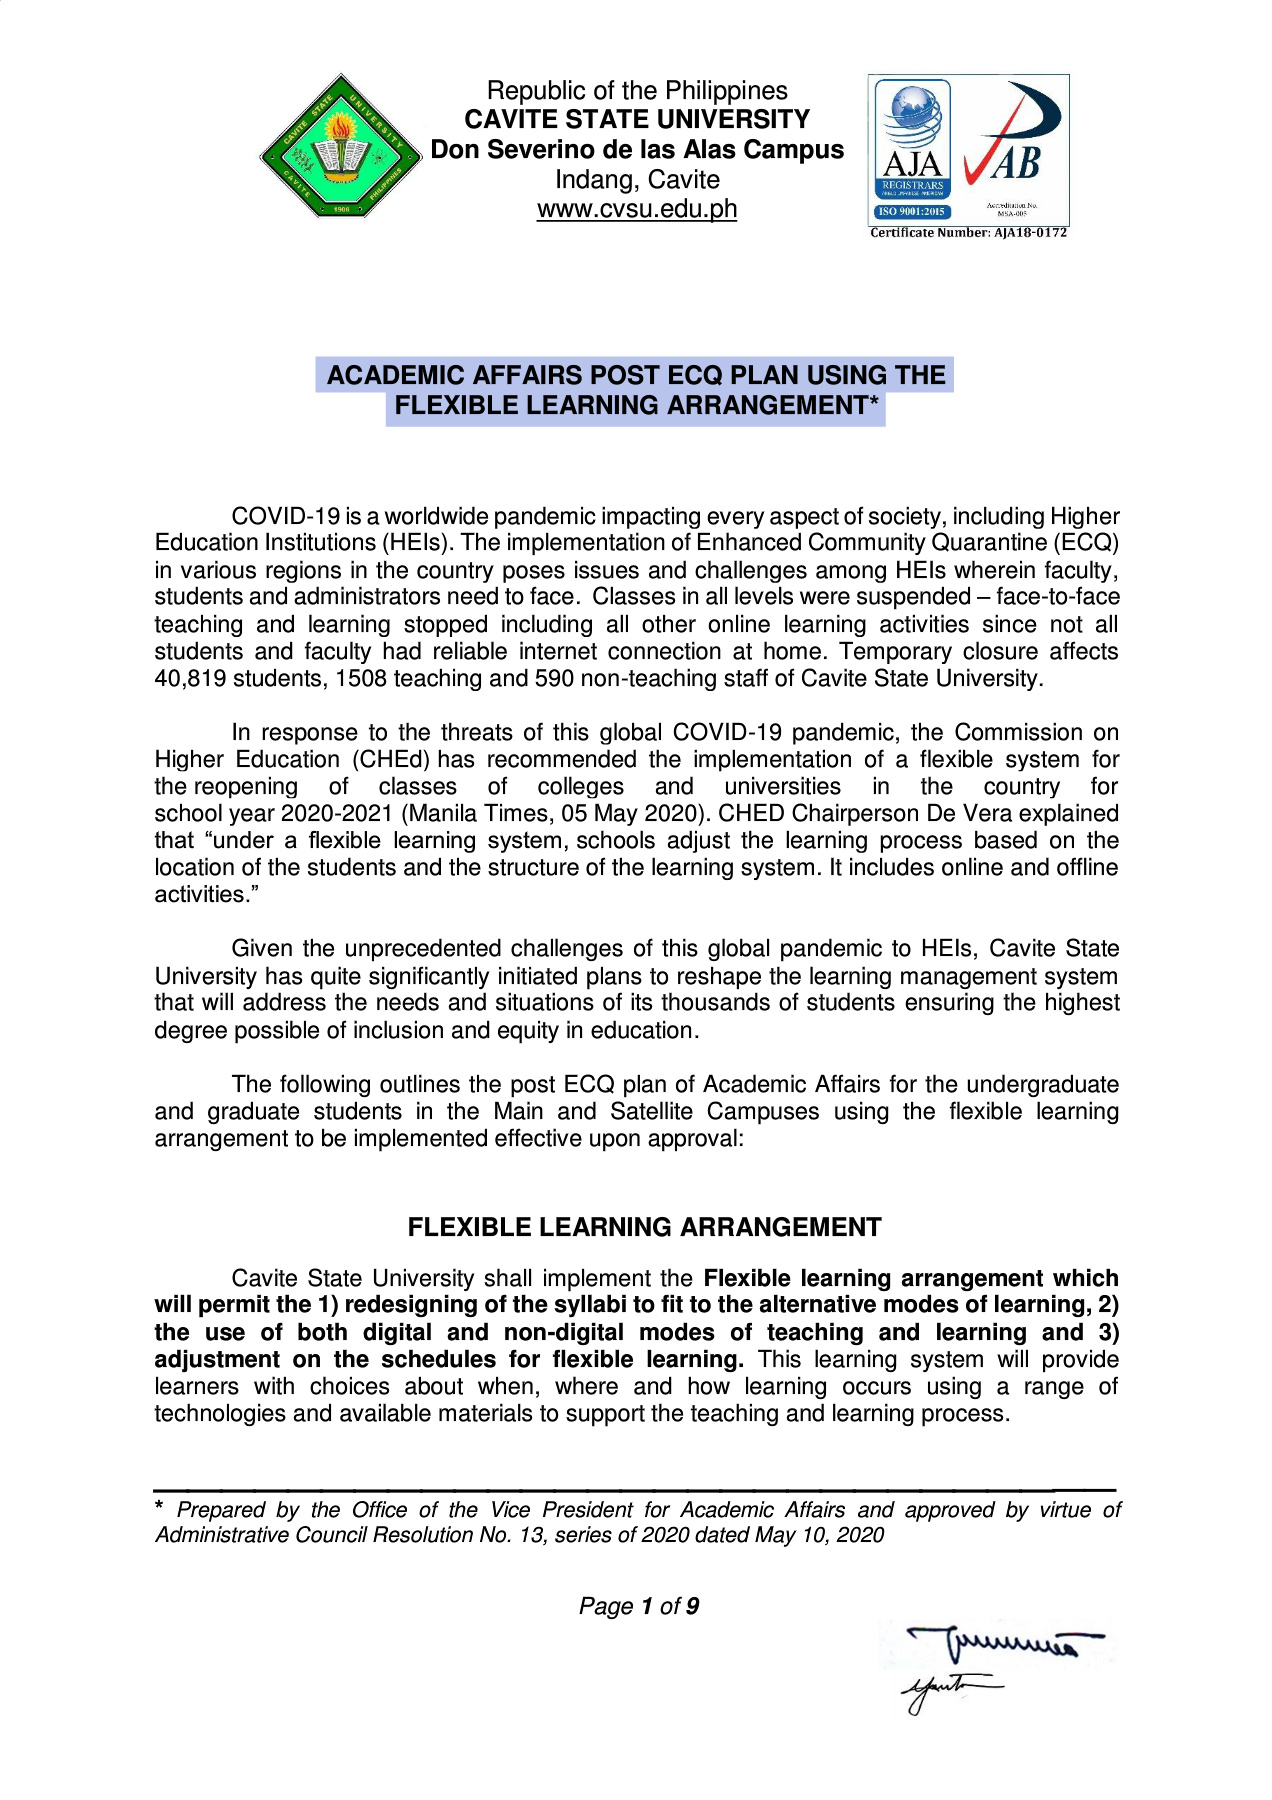 Republic of the Philippines
CAVITE STATE UNIVERSITY
Don Severino de las Alas Campus
Indang, Cavite
www.cvsu.edu.ph
CAVITE STATE UNIVERSITY
CAVITE PHILIPPINES
1906
AJA
REGISTRARS
ANGLO JAPANESE AMERICAN
ISO 9001:2015
PAB
Accreditation No.
MSA-005
Certificate Number: AJA18-0172
ACADEMIC AFFAIRS POST ECQ PLAN USING THE
FLEXIBLE LEARNING ARRANGEMENT*
COVID-19 is a worldwide pandemic impacting every aspect of society, including Higher
Education Institutions (HEIs). The implementation of Enhanced Community Quarantine (ECQ)
in various regions in the country poses issues and challenges among HEIs wherein faculty,
students and administrators need to face. Classes in all levels were suspended – face-to-face
teaching and learning stopped including all other online learning activities since not all
students and faculty had reliable internet connection at home. Temporary closure affects
40,819 students, 1508 teaching and 590 non-teaching staff of Cavite State University.
In response to the threats of this global COVID-19 pandemic, the Commission on
Higher Education (CHEd) has recommended the implementation of a flexible system for
the reopening of classes of colleges and universities in the country for
school year 2020-2021 (Manila Times, 05 May 2020). CHED Chairperson De Vera explained
that “under a flexible learning system, schools adjust the learning process based on the
location of the students and the structure of the learning system. It includes online and offline
activities.”
Given the unprecedented challenges of this global pandemic to HEIs, Cavite State
University has quite significantly initiated plans to reshape the learning management system
that will address the needs and situations of its thousands of students ensuring the highest
degree possible of inclusion and equity in education.
The following outlines the post ECQ plan of Academic Affairs for the undergraduate
and graduate students in the Main and Satellite Campuses using the flexible learning
arrangement to be implemented effective upon approval:
FLEXIBLE LEARNING ARRANGEMENT
Cavite State University shall implement the Flexible learning arrangement which
will permit the 1) redesigning of the syllabi to fit to the alternative modes of learning, 2)
the use of both digital and non-digital modes of teaching and learning and 3)
adjustment on the schedules for flexible learning. This learning system will provide
learners with choices about when, where and how learning occurs using a range of
technologies and available materials to support the teaching and learning process.
* Prepared by the Office of the Vice President for Academic Affairs and approved by virtue of
Administrative Council Resolution No. 13, series of 2020 dated May 10, 2020
Page 1 of 9